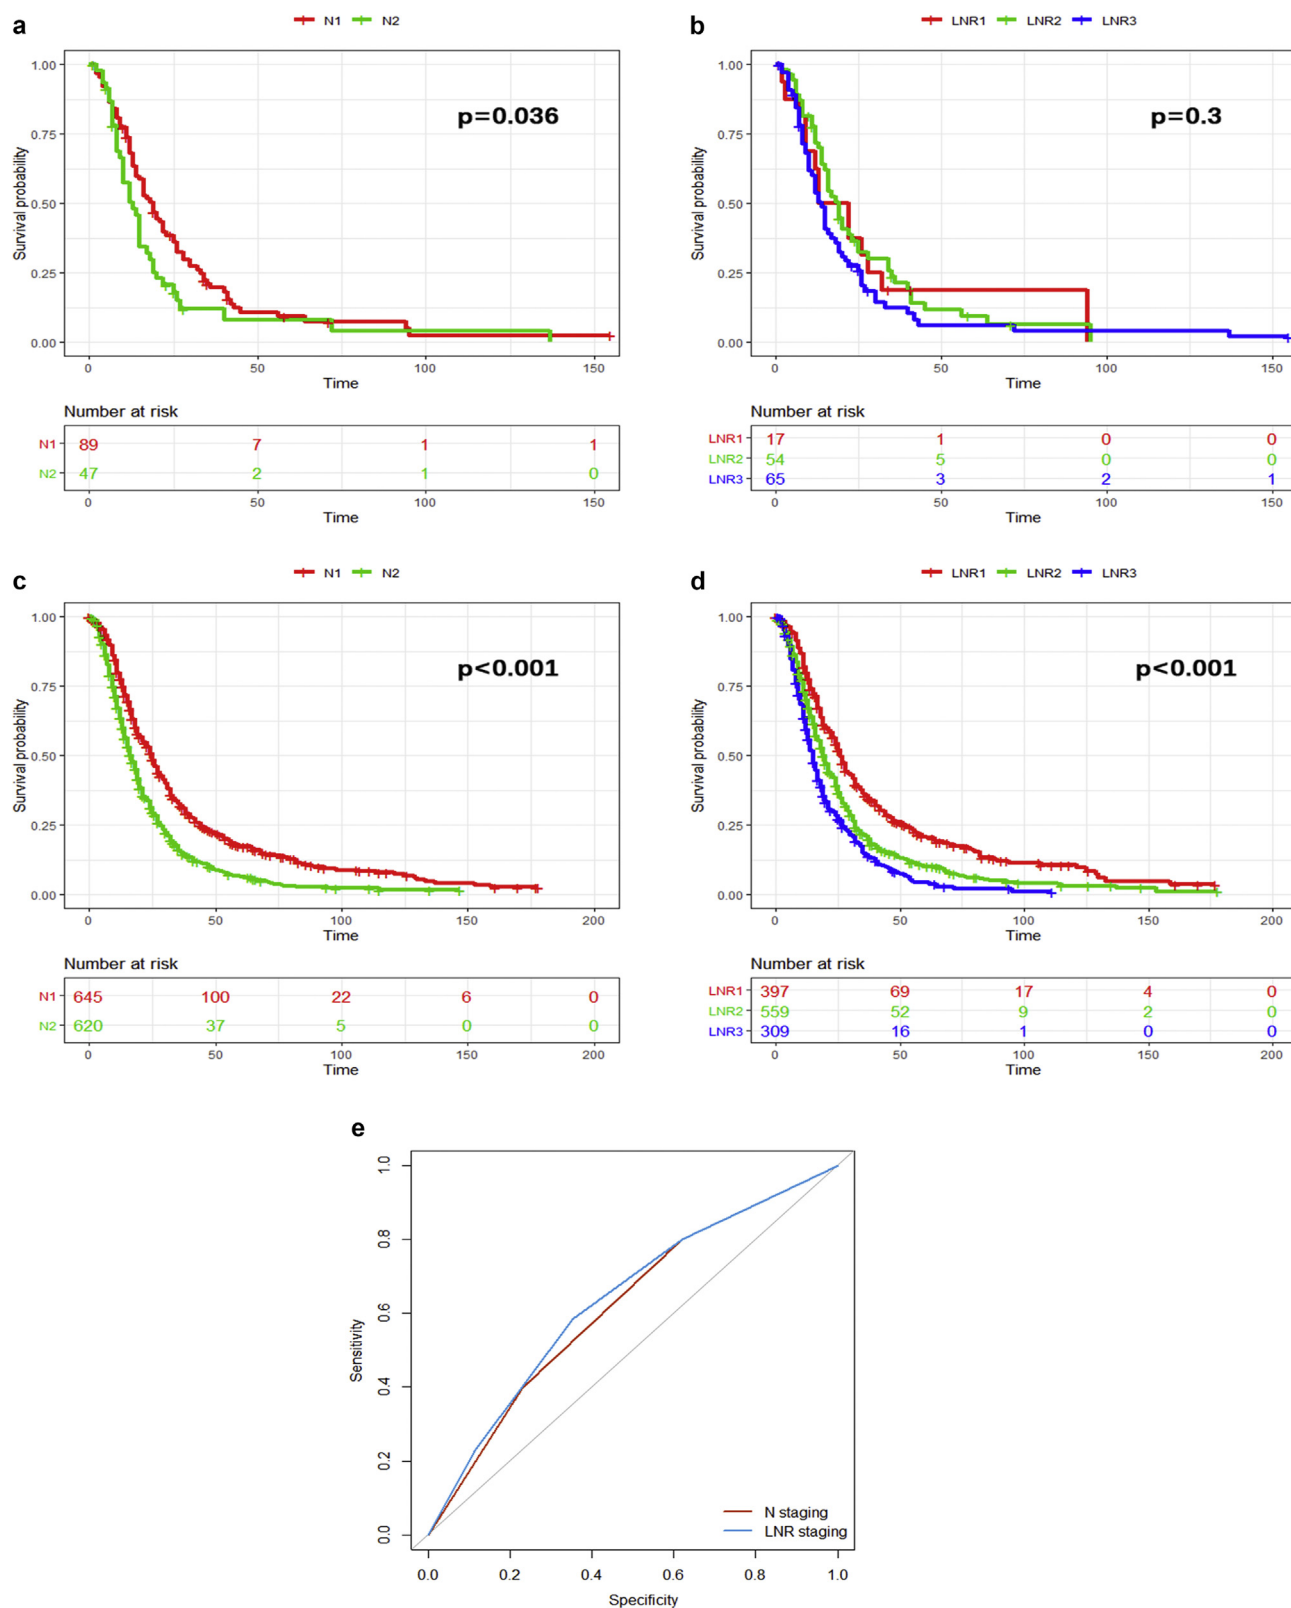 a
N1 N2
1.00
0.75
0.50
0.25
0.00
Survival probability
p=0.036
0 50 100 150
Time
Number at risk
N1 89 7 1 1
N2 47 2 1 0
0 50 100 150
Time
b
LNR1 LNR2 LNR3
1.00
0.75
0.50
0.25
0.00
Survival probability
p=0.3
0 50 100 150
Time
Number at risk
LNR1 17 1 0 0
LNR2 54 5 0 0
LNR3 65 3 2 1
0 50 100 150
Time
c
N1 N2
1.00
0.75
0.50
0.25
0.00
Survival probability
p<0.001
0 50 100 150 200
Time
Number at risk
N1 645 100 22 6 0
N2 620 37 5 0 0
0 50 100 150 200
Time
d
LNR1 LNR2 LNR3
1.00
0.75
0.50
0.25
0.00
Survival probability
p<0.001
0 50 100 150 200
Time
Number at risk
LNR1 397 69 17 4 0
LNR2 559 52 9 2 0
LNR3 309 16 1 0 0
0 50 100 150 200
Time
e
1.0
0.8
0.6
0.4
0.2
0.0
Sensitivity
N staging
LNR staging
0.0 0.2 0.4 0.6 0.8 1.0
Specificity